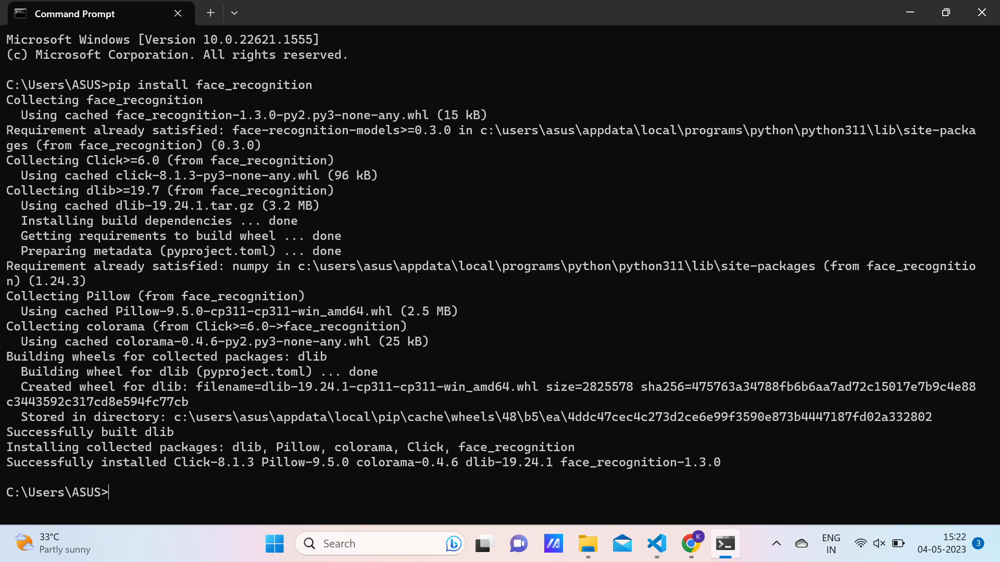 Command Prompt
Microsoft Windows [Version 10.0.22621.1555]
(c) Microsoft Corporation. All rights reserved.
C:\Users\ASUS>pip install face_recognition
Collecting face_recognition
Using cached face_recognition-1.3.0-py2.py3-none-any.whl (15 kB)
Requirement already satisfied: face-recognition-models>=0.3.0 in c:\users\asus\appdata\local\programs\python\python311\lib\site-packa
ges (from face_recognition) (0.3.0)
Collecting Click>=6.0 (from face_recognition)
Using cached click-8.1.3-py3-none-any.whl (96 kB)
Collecting dlib>=19.7 (from face_recognition)
Using cached dlib-19.24.1.tar.gz (3.2 MB)
Installing build dependencies ... done
Getting requirements to build wheel ... done
Preparing metadata (pyproject.toml) ... done
Requirement already satisfied: numpy in c:\users\asus\appdata\local\programs\python\python311\lib\site-packages (from face_recognitio
n) (1.24.3)
Collecting Pillow (from face_recognition)
Using cached Pillow-9.5.0-cp311-cp311-win_amd64.whl (2.5 MB)
Collecting colorama (from Click>=6.0->face_recognition)
Using cached colorama-0.4.6-py2.py3-none-any.whl (25 kB)
Building wheels for collected packages: dlib
Building wheel for dlib (pyproject.toml) ... done
Created wheel for dlib: filename=dlib-19.24.1-cp311-cp311-win_amd64.whl size=2825578 sha256=475763a34788fb6b6aa7ad72c15017e7b9c4e88
c3443592c317cd8e594fc77cb
Stored in directory: c:\users\asus\appdata\local\pip\cache\wheels\48\b5\ea\4ddc47cec4c273d2ce6e99f3590e873b4447187fd02a332802
Successfully built dlib
Installing collected packages: dlib, Pillow, colorama, Click, face_recognition
Successfully installed Click-8.1.3 Pillow-9.5.0 colorama-0.4.6 dlib-19.24.1 face_recognition-1.3.0
C:\Users\ASUS>
33°C
Partly sunny
Search
K
ENG
IN
15:22
04-05-2023
3